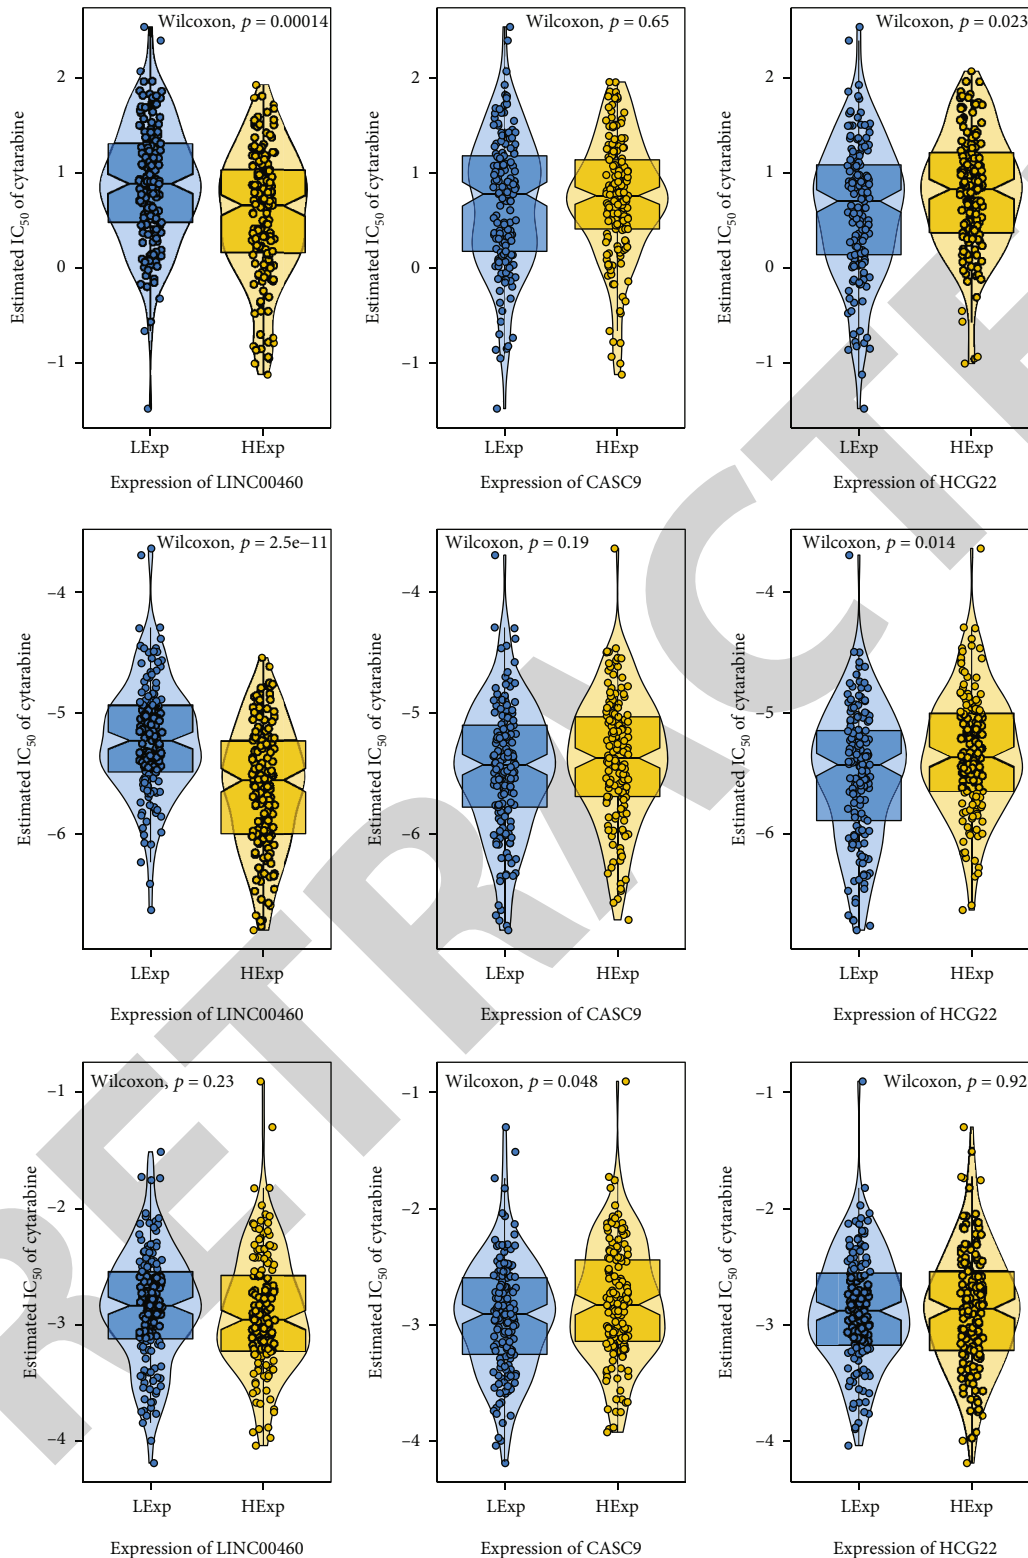 Wilcoxon, p = 0.00014
Wilcoxon, p = 0.65
Wilcoxon, p = 0.023
Estimated IC50 of cytarabine
2
1
0
−1
LExp
HExp
Expression of LINC00460
Estimated IC50 of cytarabine
2
1
0
−1
LExp
HExp
Expression of CASC9
Estimated IC50 of cytarabine
2
1
0
−1
LExp
HExp
Expression of HCG22
Wilcoxon, p = 2.5e−11
Wilcoxon, p = 0.19
Wilcoxon, p = 0.014
Estimated IC50 of cytarabine
−4
−5
−6
LExp
HExp
Expression of LINC00460
Estimated IC50 of cytarabine
−4
−5
−6
LExp
HExp
Expression of CASC9
Estimated IC50 of cytarabine
−4
−5
−6
LExp
HExp
Expression of HCG22
Wilcoxon, p = 0.23
Wilcoxon, p = 0.048
Wilcoxon, p = 0.92
Estimated IC50 of cytarabine
−1
−2
−3
−4
LExp
HExp
Expression of LINC00460
Estimated IC50 of cytarabine
−1
−2
−3
−4
LExp
HExp
Expression of CASC9
Estimated IC50 of cytarabine
−1
−2
−3
−4
LExp
HExp
Expression of HCG22
RETRACTE